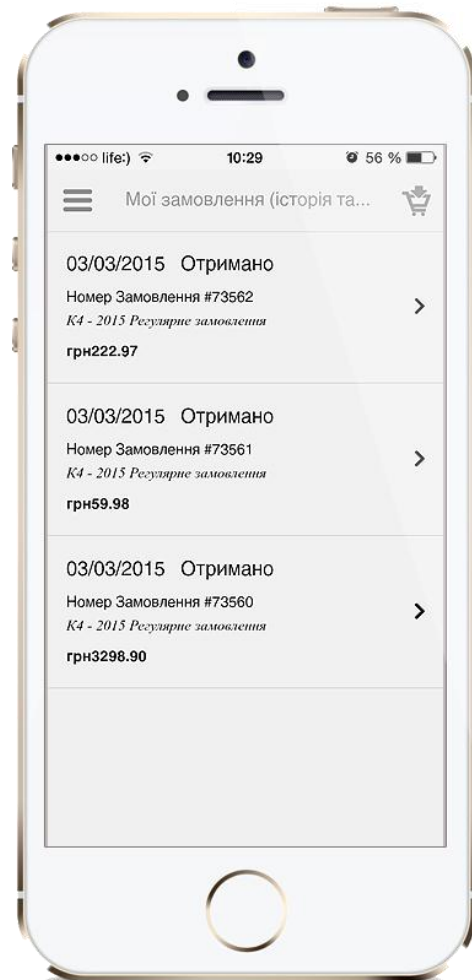 life:) 10:29 56 %
Мої замовлення (історія та...
03/03/2015 Отримано
Номер Замовлення #73562
К4 - 2015 Регулярне замовлення
грн222.97
03/03/2015 Отримано
Номер Замовлення #73561
К4 - 2015 Регулярне замовлення
грн59.98
03/03/2015 Отримано
Номер Замовлення #73560
К4 - 2015 Регулярне замовлення
грн3298.90